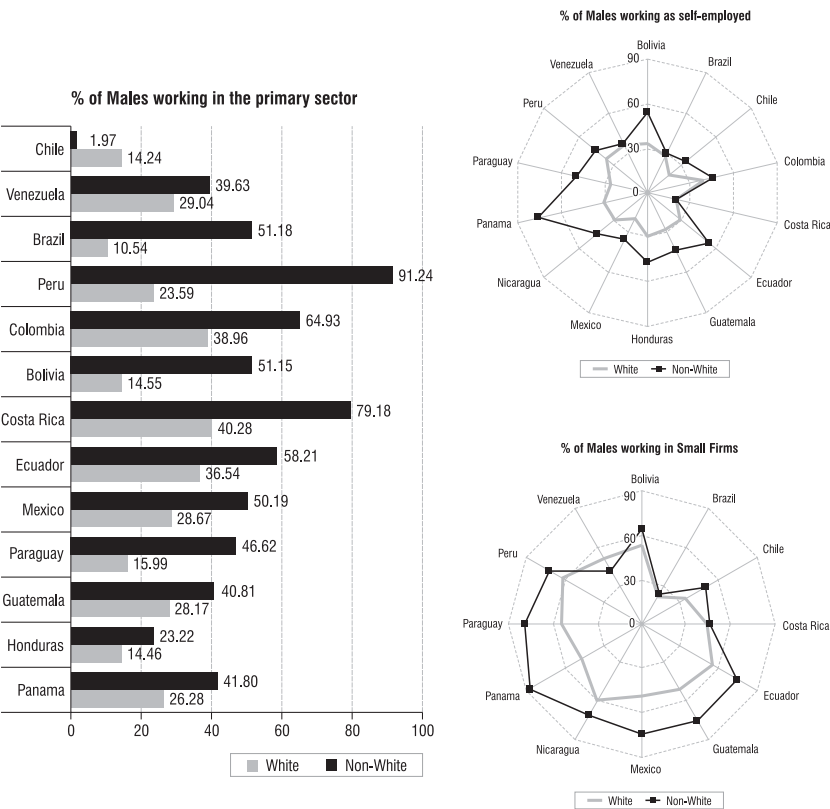 % of Males working in the primary sector
Chile
1.97
14.24
Venezuela
39.63
29.04
Brazil
51.18
10.54
Peru
91.24
23.59
Colombia
64.93
38.96
Bolivia
51.15
14.55
Costa Rica
79.18
40.28
Ecuador
58.21
36.54
Mexico
50.19
28.67
Paraguay
46.62
15.99
Guatemala
40.81
28.17
Honduras
23.22
14.46
Panama
41.80
26.28
0 20 40 60 80 100
White Non-White
% of Males working as self-employed
Bolivia
Brazil
Chile
Colombia
Costa Rica
Ecuador
Guatemala
Honduras
Mexico
Nicaragua
Panama
Paraguay
Peru
Venezuela
90
60
30
0
White Non-White
% of Males working in Small Firms
Bolivia
Brazil
Chile
Costa Rica
Ecuador
Guatemala
Mexico
Nicaragua
Panama
Paraguay
Peru
Venezuela
90
60
30
0
White Non-White